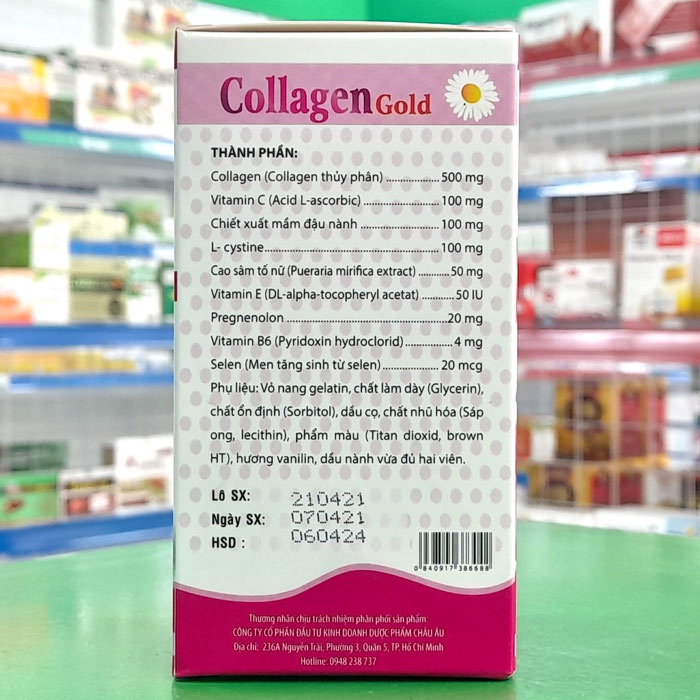 Collagen Gold
THÀNH PHẦN:
Collagen (Collagen thủy phân) .................. 500 mg
Vitamin C (Acid L-ascorbic) ........................ 100 mg
Chiết xuất mầm đậu nành ......................... 100 mg
L- cystine................................................ 100 mg
Cao sâm tố nữ (Pueraria mirifica extract) .......... 50 mg
Vitamin E (DL-alpha-tocopheryl acetat) .......... 50 IU
Pregnenolon ............................................20 mg
Vitamin B6 (Pyridoxin hydroclorid)............... 4 mg
Selen (Men tăng sinh từ selen) .................. 20 mcg
Phụ liệu: Vỏ nang gelatin, chất làm dày (Glycerin),
chất ổn định (Sorbitol), dầu cọ, chất nhũ hóa (Sáp
ong, lecithin), phẩm màu (Titan dioxid, brown
HT), hương vanilin, dầu nành vừa đủ hai viên.
Lô SX: 210421
Ngày SX: 070421
HSD : 060424
0 840917 386688
Thương nhân chịu trách nhiệm phân phối sản phẩm:
CÔNG TY CỔ PHẦN ĐẦU TƯ KINH DOANH DƯỢC PHẨM CHÂU ÂU
Địa chỉ: 236A Nguyễn Trãi, Phường 3, Quận 5, TP. Hồ Chí Minh
Hotline: 0948 238 737